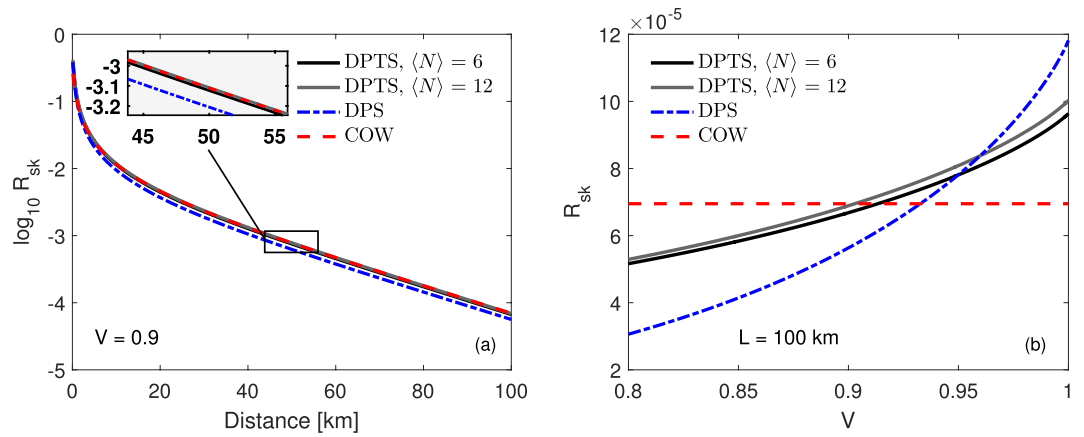 0
-1
-2
-3
-4
-5
log10 Rsk
-3
-3.1
-3.2
45 50 55
DPTS, ⟨N⟩ = 6
DPTS, ⟨N⟩ = 12
DPS
COW
V = 0.9
(a)
0 20 40 60 80 100
Distance [km]
×10-5
12
10
8
6
4
2
Rsk
DPTS, ⟨N⟩ = 6
DPTS, ⟨N⟩ = 12
DPS
COW
L = 100 km
(b)
0.8 0.85 0.9 0.95 1
V